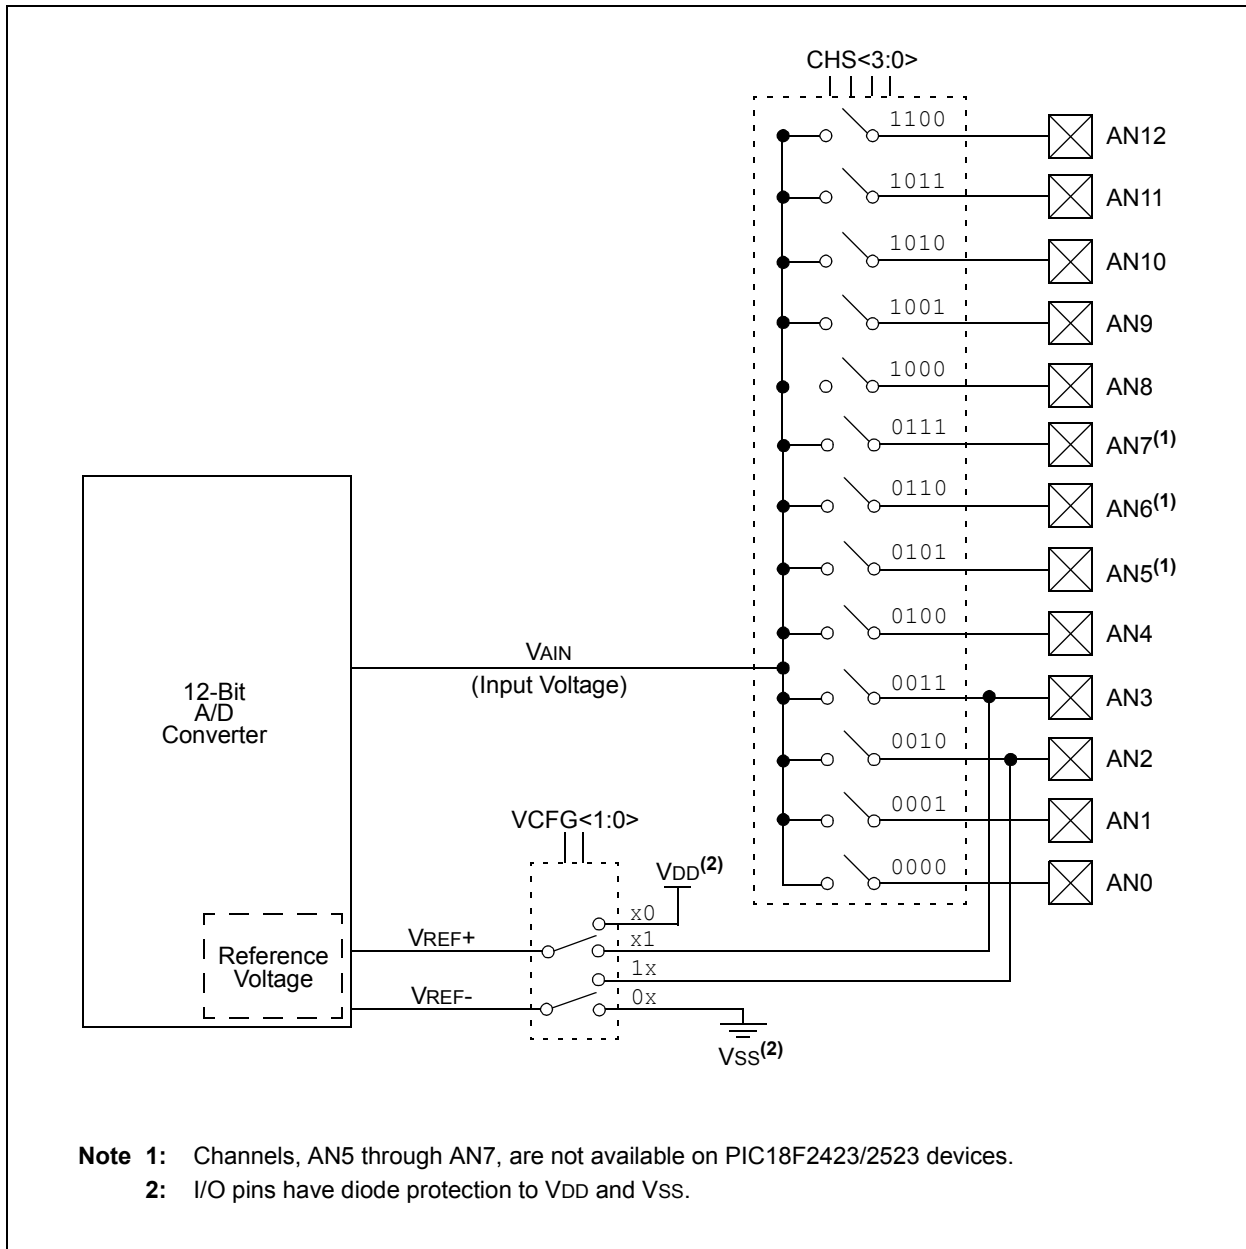 CHS<3:0>
1100 AN12
1011 AN11
1010 AN10
1001 AN9
1000 AN8
0111 AN7(1)
0110 AN6(1)
0101 AN5(1)
0100 AN4
VAIN
(Input Voltage)
0011 AN3
12-Bit
A/D
Converter
0010 AN2
0001 AN1
VCFG<1:0>
0000 AN0
VDD(2)
x0
VREF+
x1
Reference
Voltage
1x
VREF-
0x
VSS(2)
Note 1: Channels, AN5 through AN7, are not available on PIC18F2423/2523 devices.
2: I/O pins have diode protection to VDD and VSS.